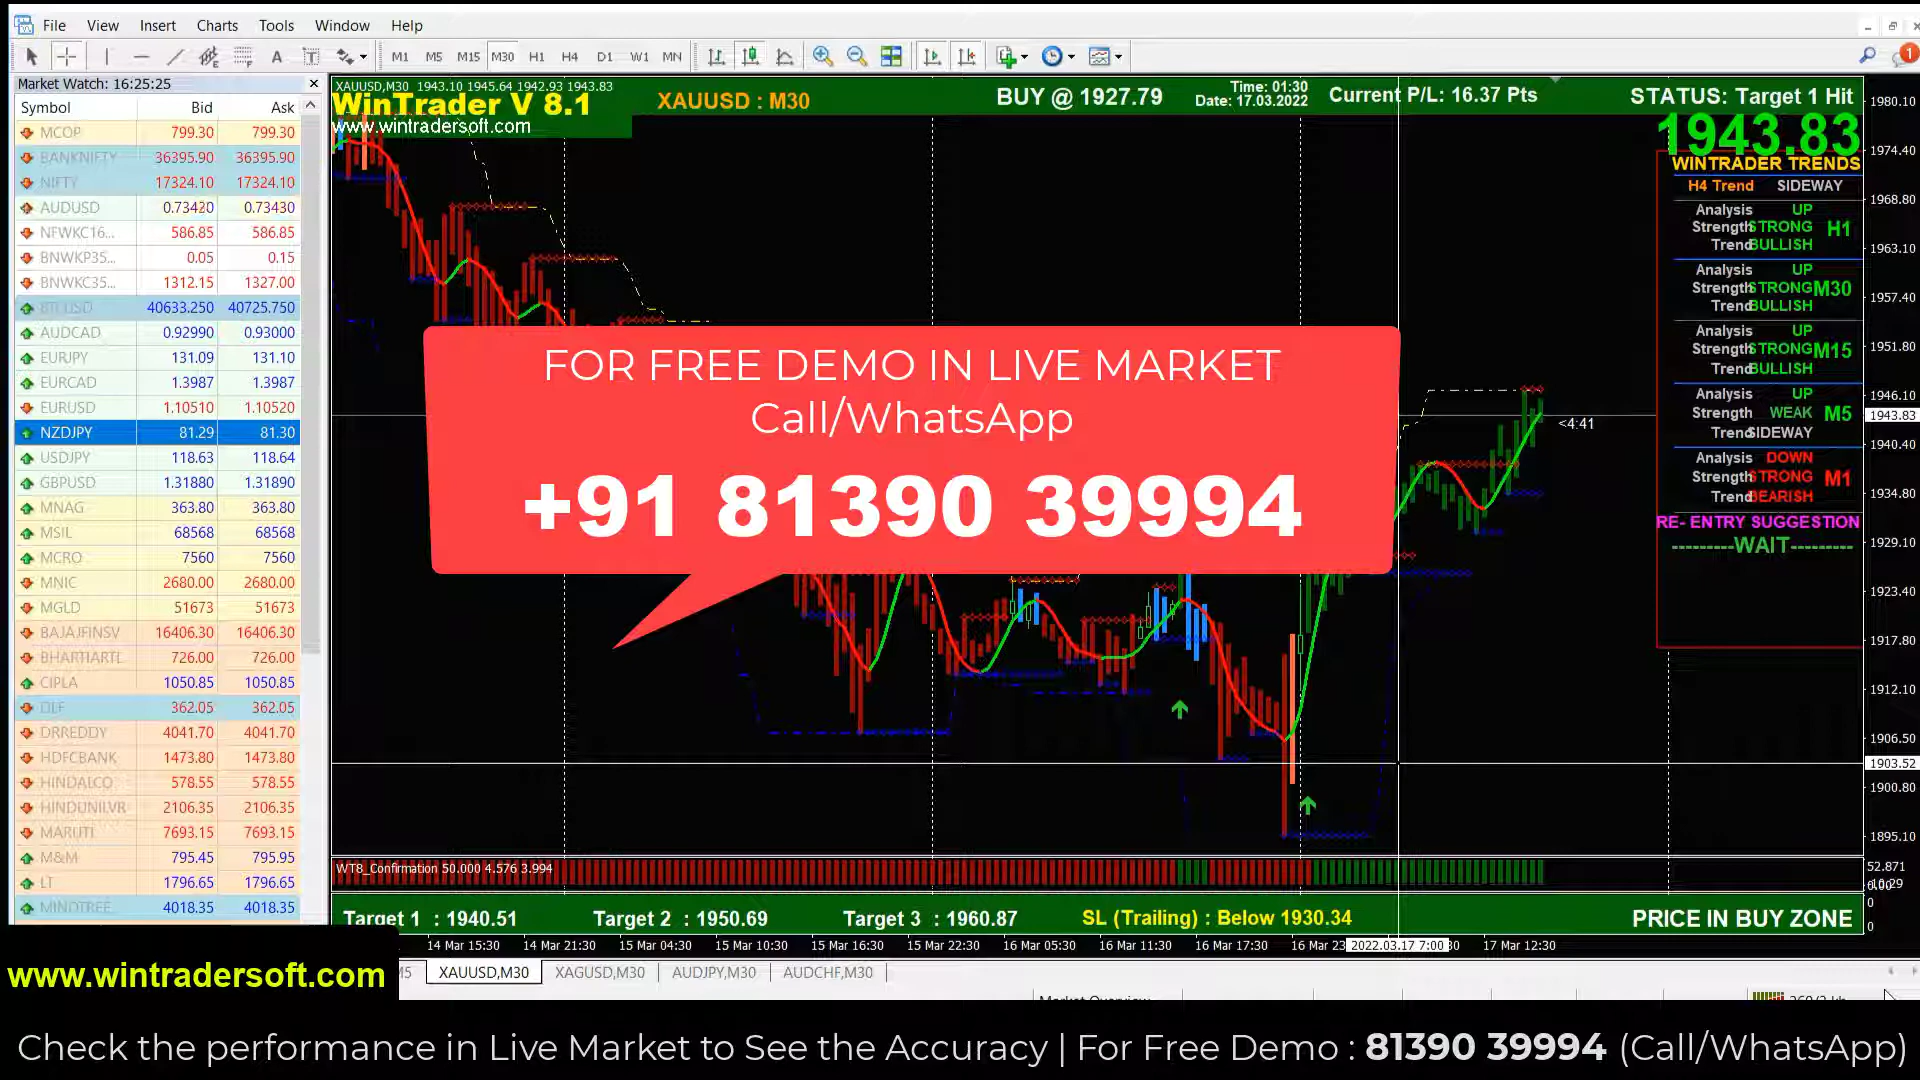 File View Insert Charts Tools Window Help
M1 M5 M15 M30 H1 H4 D1 W1 MN
1
Market Watch: 16:25:25
Symbol Bid Ask
MCOP 799.30 799.30
BANKNIFTY 36395.90 36395.90
NIFTY 17324.10 17324.10
AUDUSD 0.73420 0.73430
NFWKC16... 586.85 586.85
BNWKP35... 0.05 0.15
BNWKC35... 1312.15 1327.00
BTCUSD 40633.250 40725.750
AUDCAD 0.92990 0.93000
EURJPY 131.09 131.10
EURCAD 1.3987 1.3987
EURUSD 1.10510 1.10520
NZDJPY 81.29 81.30
USDJPY 118.63 118.64
GBPUSD 1.31880 1.31890
MNAG 363.80 363.80
MSIL 68568 68568
MCRO 7560 7560
MNIC 2680.00 2680.00
MGLD 51673 51673
BAJAJFINSV 16406.30 16406.30
BHARTIARTL 726.00 726.00
CIPLA 1050.85 1050.85
DLF 362.05 362.05
DRREDDY 4041.70 4041.70
HDFCBANK 1473.80 1473.80
HINDALCO 578.55 578.55
HINDUNILVR 2106.35 2106.35
MARUTI 7693.15 7693.15
M&M 795.45 795.95
LT 1796.65 1796.65
MINDTREE 4018.35 4018.35
XAUUSD,M30 1943.10 1945.64 1942.93 1943.83
WinTrader V 8.1
www.wintradersoft.com
XAUUSD : M30
BUY @ 1927.79
Time: 01:30
Date: 17.03.2022
Current P/L: 16.37 Pts
STATUS: Target 1 Hit
1943.83
WINTRADER TRENDS
H4 Trend SIDEWAY
Analysis UP
Strength STRONG H1
Trend BULLISH
Analysis UP
Strength STRONG M30
Trend BULLISH
Analysis UP
Strength STRONG M15
Trend BULLISH
Analysis UP
Strength WEAK M5
Trend SIDEWAY
Analysis DOWN
Strength STRONG M1
Trend BEARISH
RE- ENTRY SUGGESTION
---------WAIT---------
<4:41
1980.10
1974.40
1968.80
1963.10
1957.40
1951.80
1946.10
1943.83
1940.40
1934.80
1929.10
1923.40
1917.80
1912.10
1906.50
1903.52
1900.80
1895.10
52.871
0
0
FOR FREE DEMO IN LIVE MARKET
Call/WhatsApp
+91 81390 39994
WT8_Confirmation 50.000 4.576 3.994
Target 1 : 1940.51 Target 2 : 1950.69 Target 3 : 1960.87 SL (Trailing) : Below 1930.34 PRICE IN BUY ZONE
14 Mar 15:30 14 Mar 21:30 15 Mar 04:30 15 Mar 10:30 15 Mar 16:30 15 Mar 22:30 16 Mar 05:30 16 Mar 11:30 16 Mar 17:30 16 Mar 23 2022.03.17 7:00 30 17 Mar 12:30
www.wintradersoft.com
XAUUSD,M30 XAGUSD,M30 AUDJPY,M30 AUDCHF,M30
Check the performance in Live Market to See the Accuracy | For Free Demo : 81390 39994 (Call/WhatsApp)